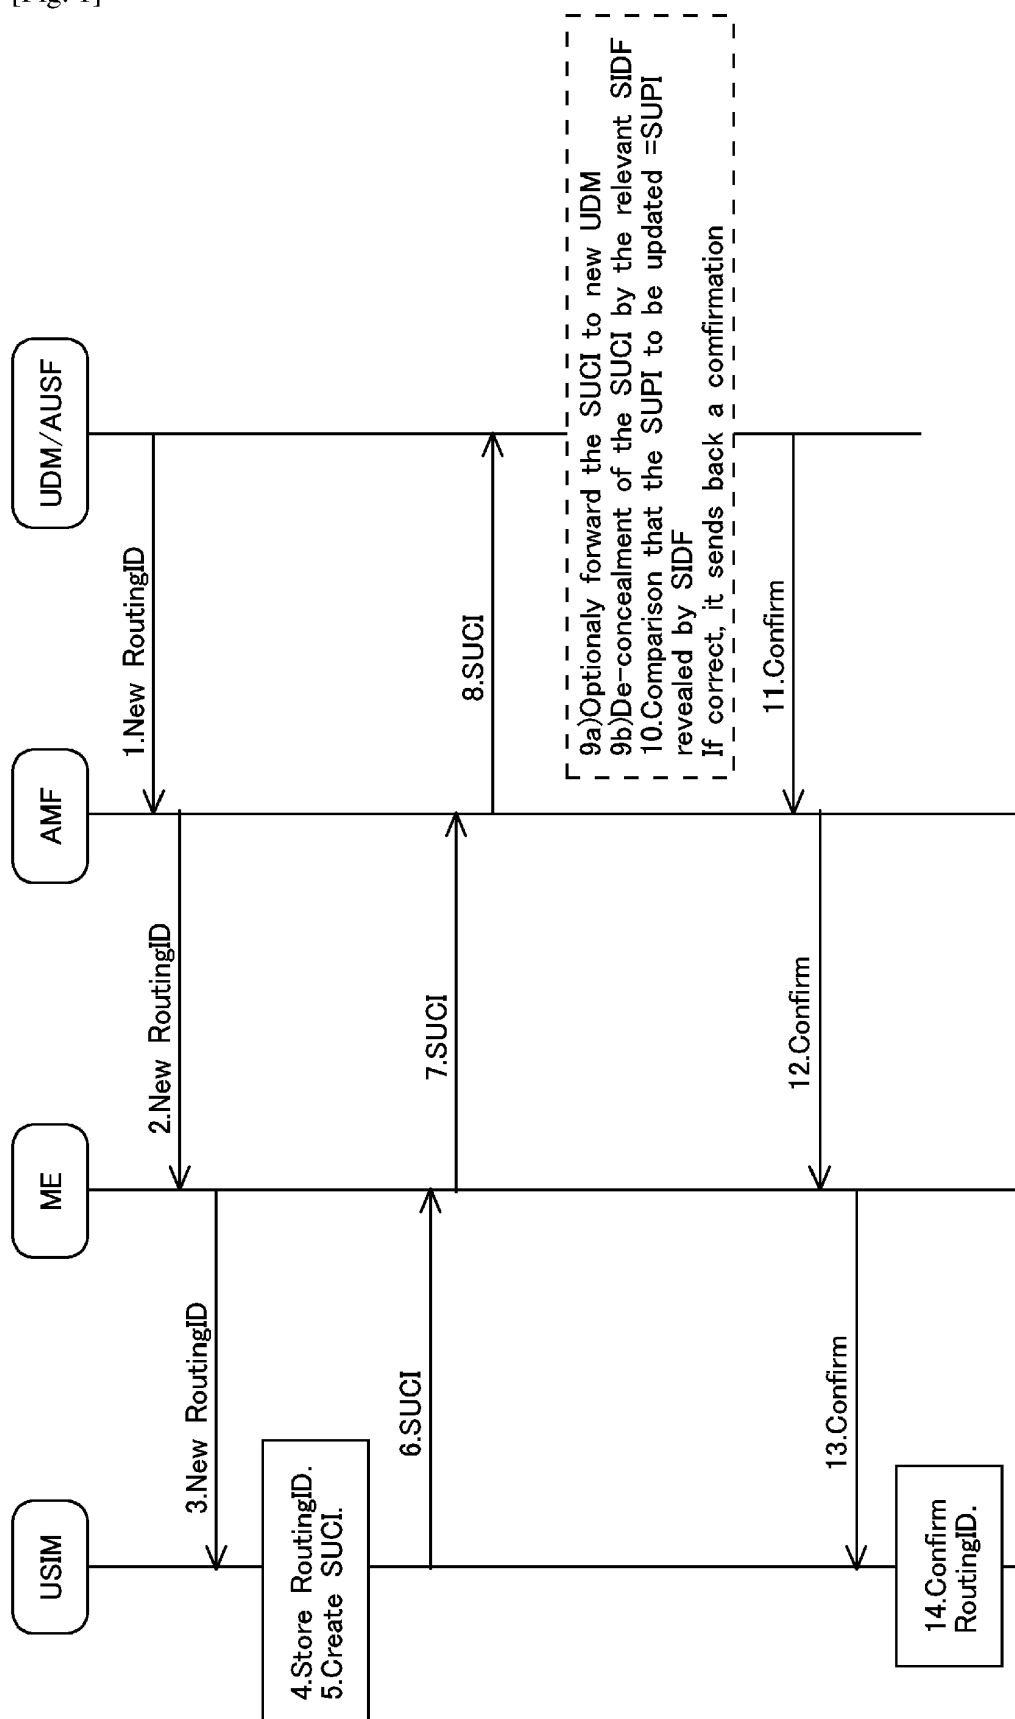 [Fig. 1]
USIM
ME
AMF
UDM/AUSF
1.New RoutingID
2.New RoutingID
3.New RoutingID
4.Store RoutingID.
5.Create SUCI.
6.SUCI
7.SUCI
8.SUCI
9a)Optionaly forward the SUCI to new UDM
9b)De-concealment of the SUCI by the relevant SIDF
10.Comparison that the SUPI to be updated =SUPI
revealed by SIDF
If correct, it sends back a comfirmation
11.Confirm
12.Confirm
13.Confirm
14.Confirm
RoutingID.